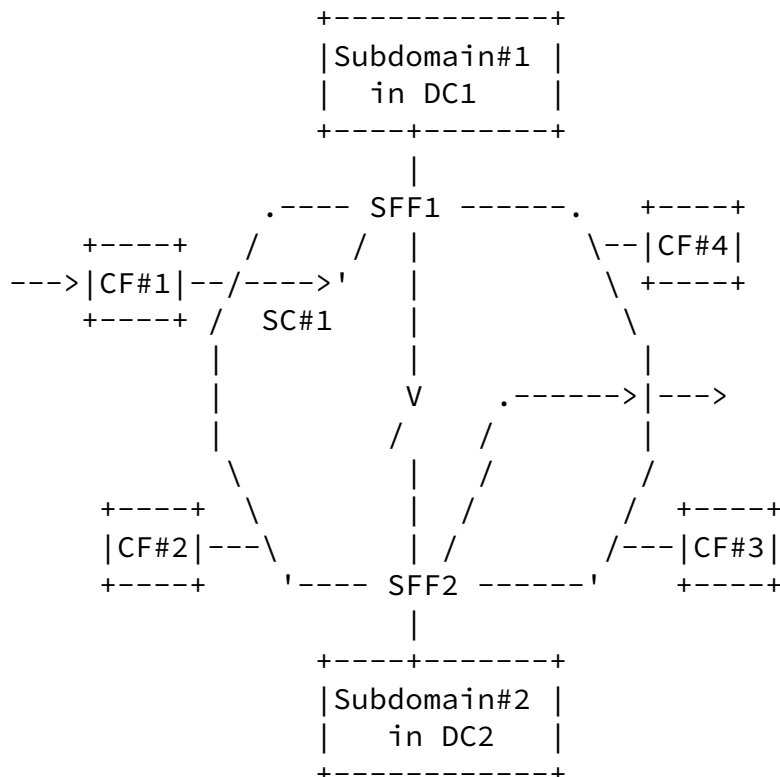 +------------+
|Subdomain#1 |
|  in DC1    |
+----+-------+
|
.---- SFF1 ------.   +----+
+----+   /     /  |         \--|CF#4|
--->|CF#1|--/---->'   |          \ +----+
+----+ /  SC#1    |           \
|          |            |
|          V    .------>|--->
|         /    /        |
\         |   /        /
+----+  \        |  /        /  +----+
|CF#2|---\       | /        /---|CF#3|
+----+    '---- SFF2 ------'    +----+
|
+----+-------+
|Subdomain#2 |
|   in DC2   |
+------------+